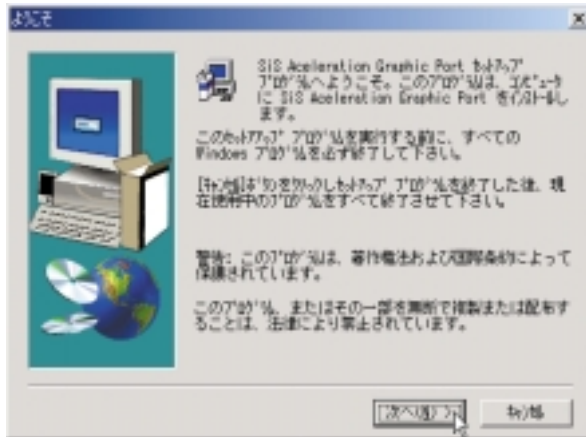 ようこそ
SiS Aceleration Graphic Port ｾｯﾄｱｯﾌﾟ
ﾌﾟﾛｸﾞﾗﾑへようこそ。このﾌﾟﾛｸﾞﾗﾑは、ｺﾝﾋﾟｭｰﾀ
に SiS Aceleration Graphic Port をｲﾝｽﾄｰﾙし
ます。
このｾｯﾄｱｯﾌﾟ ﾌﾟﾛｸﾞﾗﾑを実行する前に、すべての
Windows ﾌﾟﾛｸﾞﾗﾑを必ず終了して下さい。
[ｷｬﾝｾﾙ]ﾎﾞﾀﾝをｸﾘｯｸしｾｯﾄｱｯﾌﾟ ﾌﾟﾛｸﾞﾗﾑを終了した後、現
在使用中のﾌﾟﾛｸﾞﾗﾑをすべて終了させて下さい。
警告: このﾌﾟﾛｸﾞﾗﾑは、著作権法および国際条約によって
保護されています。
このﾌﾟﾛｸﾞﾗﾑ、またはその一部を無断で複製または配布す
ることは、法律により禁止されています。
次へ(N) >
ｷｬﾝｾﾙ